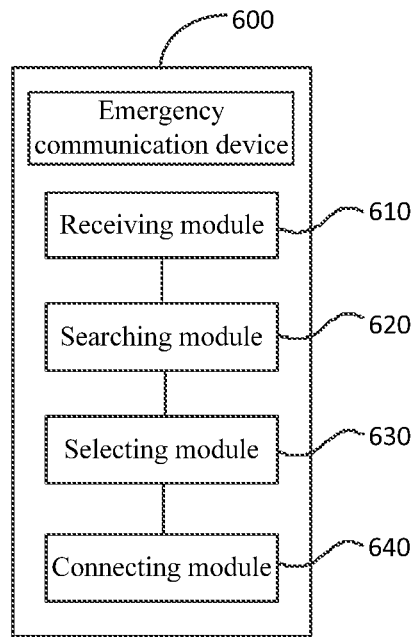 600
Emergency
communication device
Receiving module
610
Searching module
620
Selecting module
630
Connecting module
640